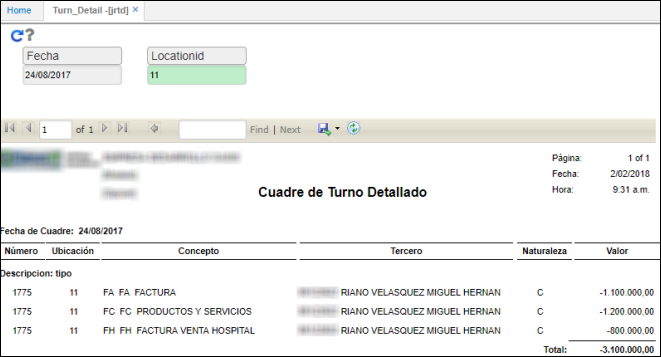 Home Turn_Detail -[jrtd] ×
Fecha Locationid
24/08/2017 11
1 of 1 Find | Next
Página: 1 of 1
Fecha: 2/02/2018
Cuadre de Turno Detallado
Hora: 9:31 a.m.
Fecha de Cuadre: 24/08/2017
Número Ubicación Concepto Tercero Naturaleza Valor
Descripcion: tipo
1775 11 FA FA FACTURA RIANO VELASQUEZ MIGUEL HERNAN C -1.100.000,00
1775 11 FC FC PRODUCTOS Y SERVICIOS RIANO VELASQUEZ MIGUEL HERNAN C -1.200.000,00
1775 11 FH FH FACTURA VENTA HOSPITAL RIANO VELASQUEZ MIGUEL HERNAN C -800.000,00
Total: -3.100.000,00